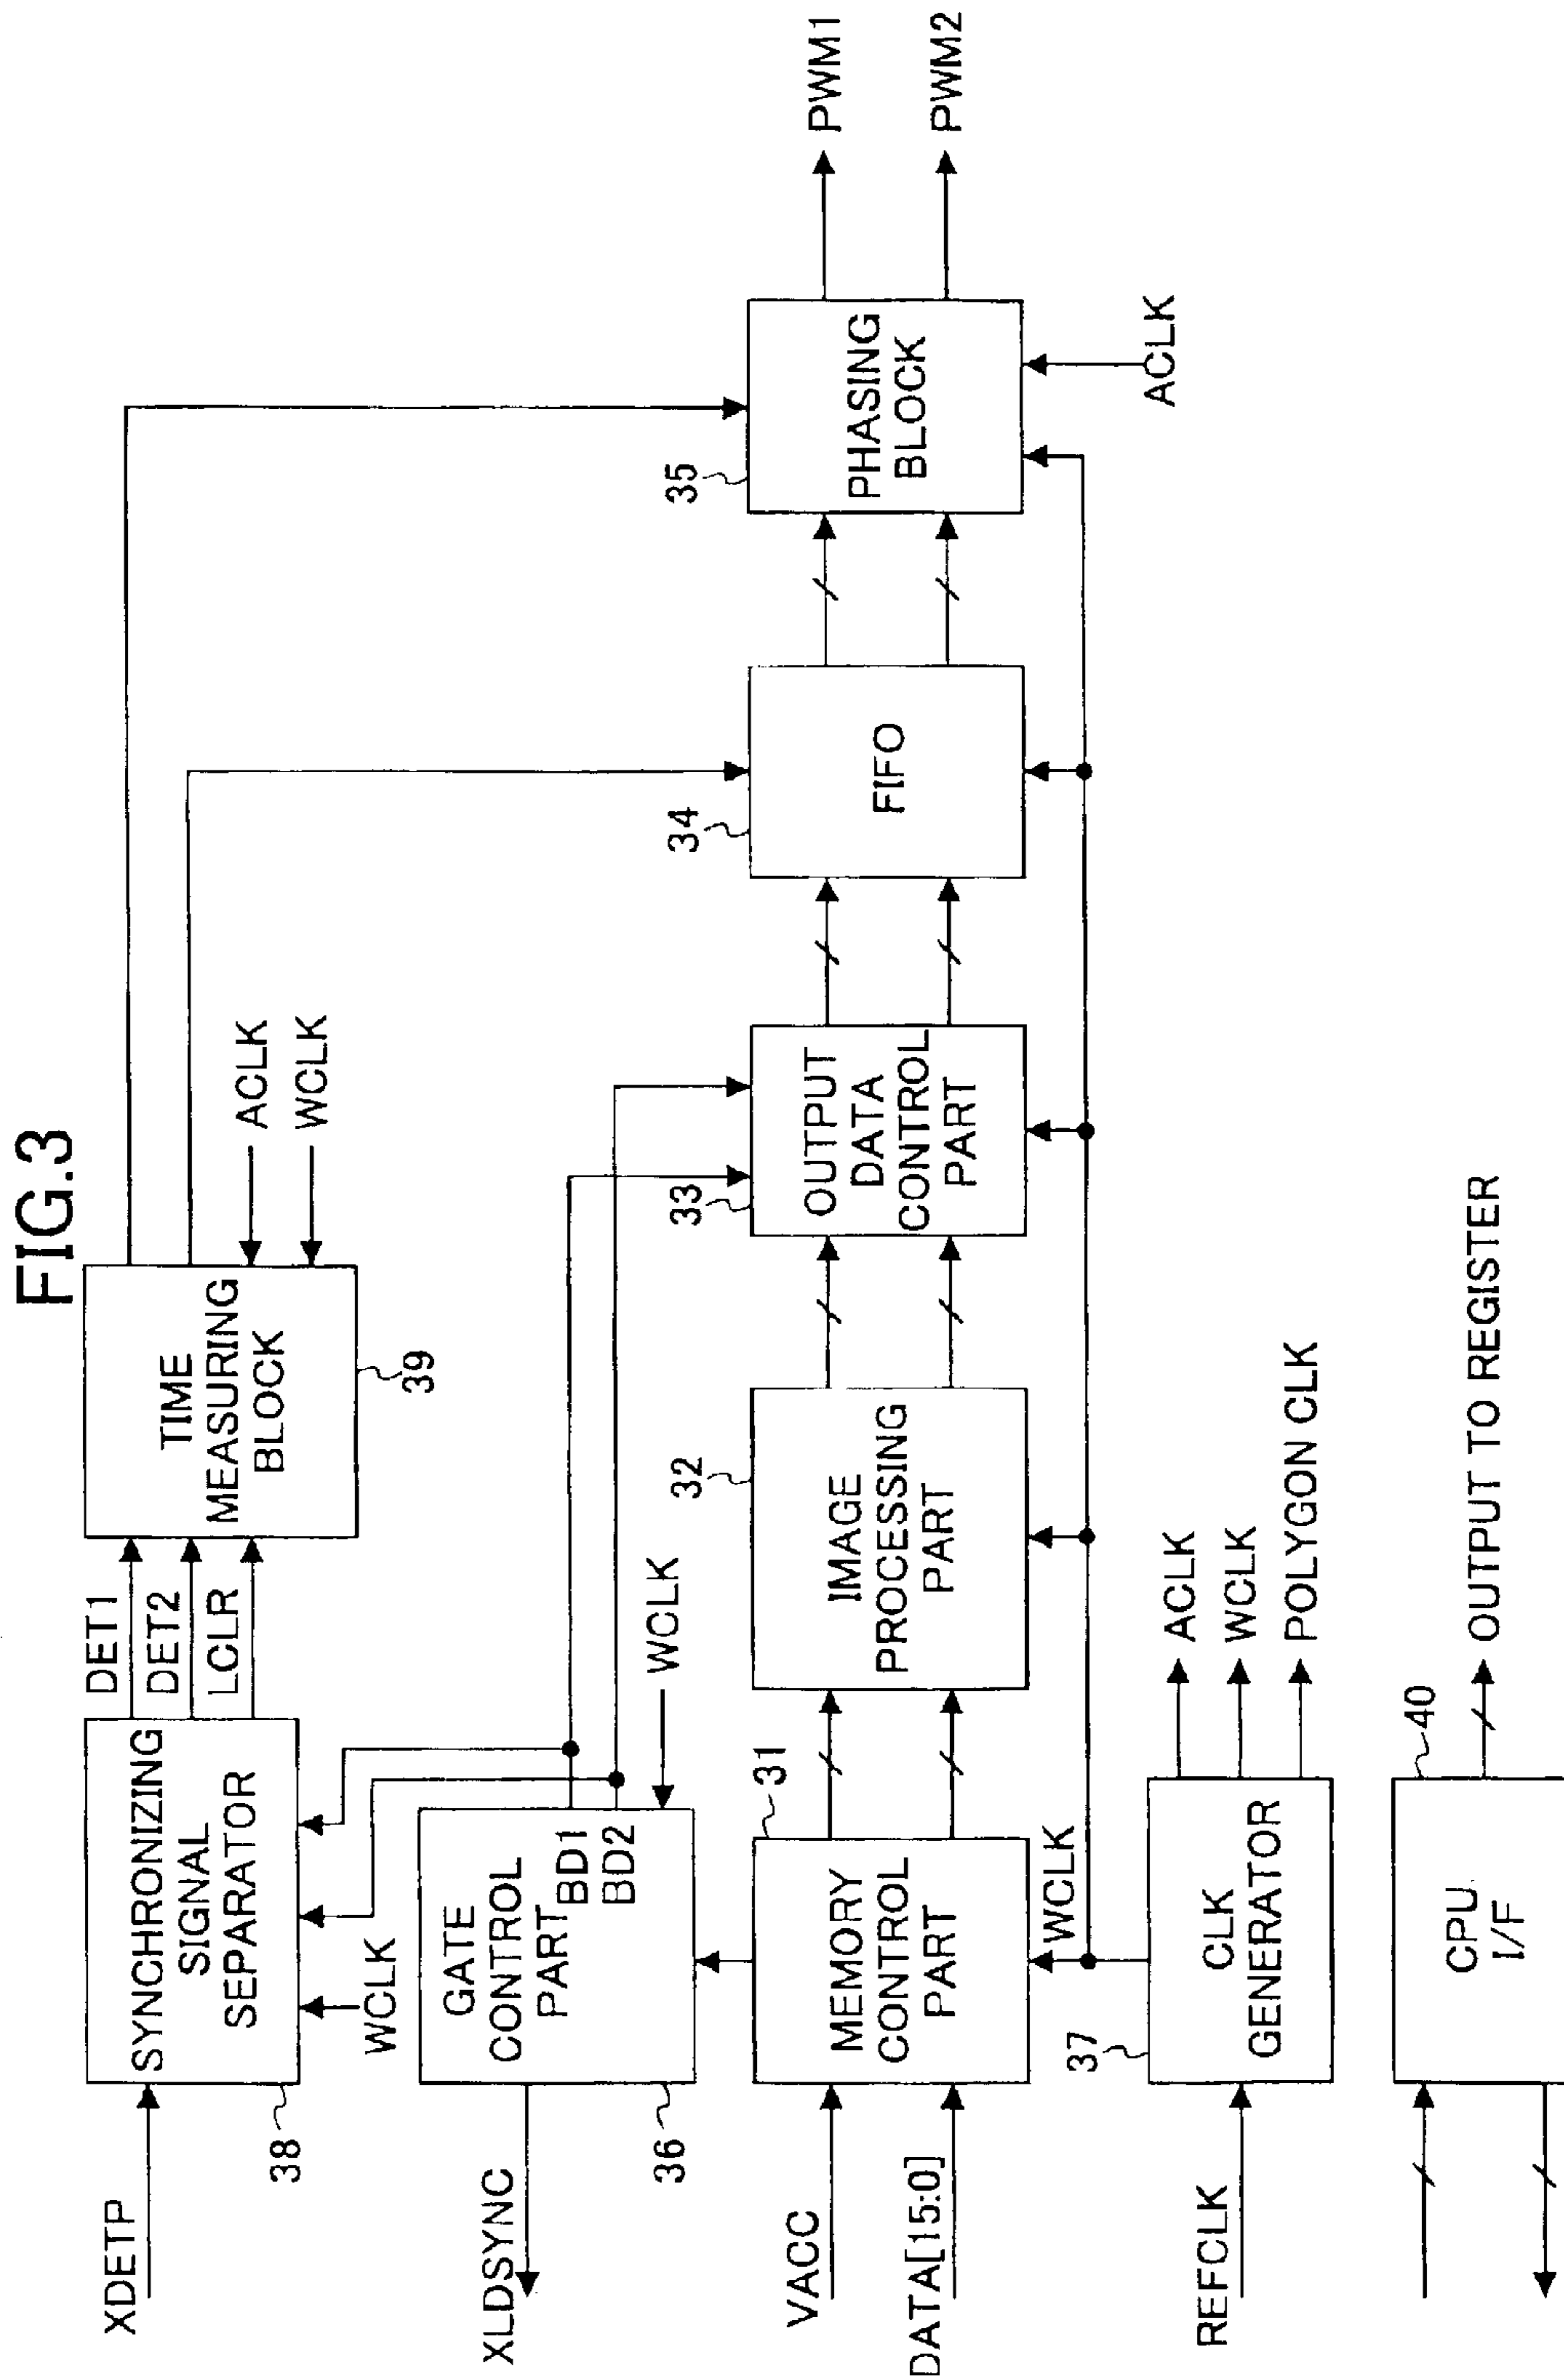 FIG.3
XDETP
SYNCHRONIZING
SIGNAL
SEPARATOR
38
WCLK
DET1
DET2
LCLR
TIME
MEASURING
BLOCK
39
ACLK
WCLK
XLDSYNC
GATE
CONTROL
PART
BD1
BD2
36
WCLK
VACC
DATA[15:0]
MEMORY
CONTROL
PART
31
WCLK
IMAGE
PROCESSING
PART
32
OUTPUT
DATA
CONTROL
PART
33
FIFO
34
PHASING
BLOCK
35
PWM1
PWM2
ACLK
REFCLK
CLK
GENERATOR
37
ACLK
WCLK
POLYGON CLK
CPU
I/F
40
OUTPUT TO REGISTER